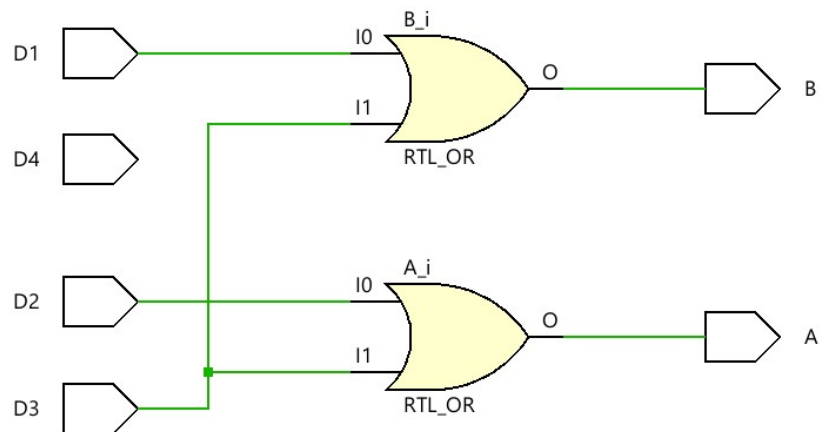 B_i
D1
I0
O
B
I1
D4
RTL_OR
A_i
D2
I0
O
A
I1
D3
RTL_OR